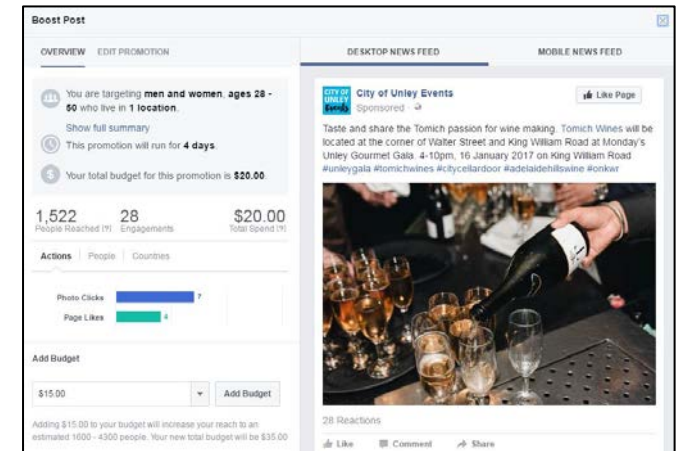 Boost Post
OVERVIEW EDIT PROMOTION
You are targeting men and women, ages 28 -
50 who live in 1 location.
Show full summary
This promotion will run for 4 days.
Your total budget for this promotion is $20.00.
1,522 28 $20.00
People Reached [?] Engagements Total Spend [?]
Actions People Countries
Photo Clicks 7
Page Likes 4
Add Budget
$15.00 Add Budget
Adding $15.00 to your budget will increase your reach to an
estimated 1600 - 4300 people. Your new total budget will be $35.00
DESKTOP NEWS FEED MOBILE NEWS FEED
CITY OF
UNLEY
Events
City of Unley Events
Sponsored
Like Page
Taste and share the Tomich passion for wine making. Tomich Wines will be
located at the corner of Walter Street and King William Road at Monday's
Unley Gourmet Gala. 4-10pm, 16 January 2017 on King William Road
#unleygala #tomichwines #citycellardoor #adelaidehillswine #onkwr
28 Reactions
Like Comment Share